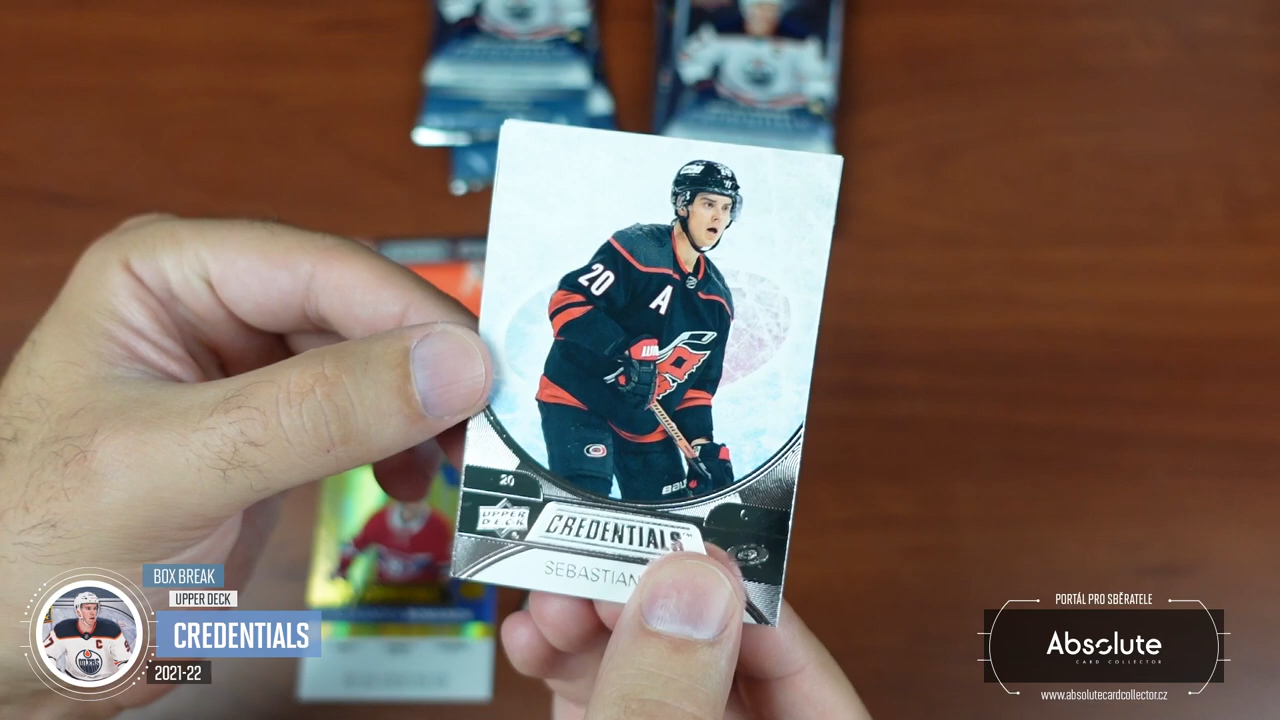 20
A
20
UPPER
DECK
CREDENTIALS
SEBASTIAN
BOX BREAK
UPPER DECK
CREDENTIALS
2021-22
PORTÁL PRO SBĚRATELE
Absolute
CARD COLLECTOR
www.absolutecardcollector.cz